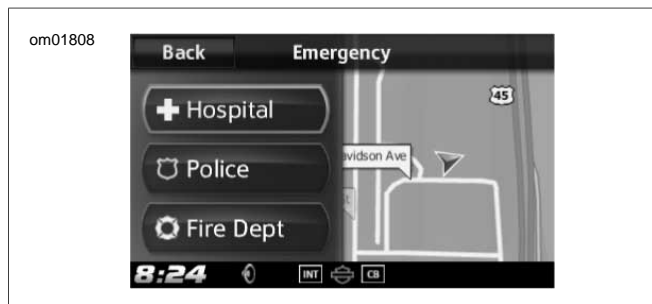 om01808
Back
Emergency
Hospital
45
Police
avidson Ave
Fire Dept
8:24
INT
CB